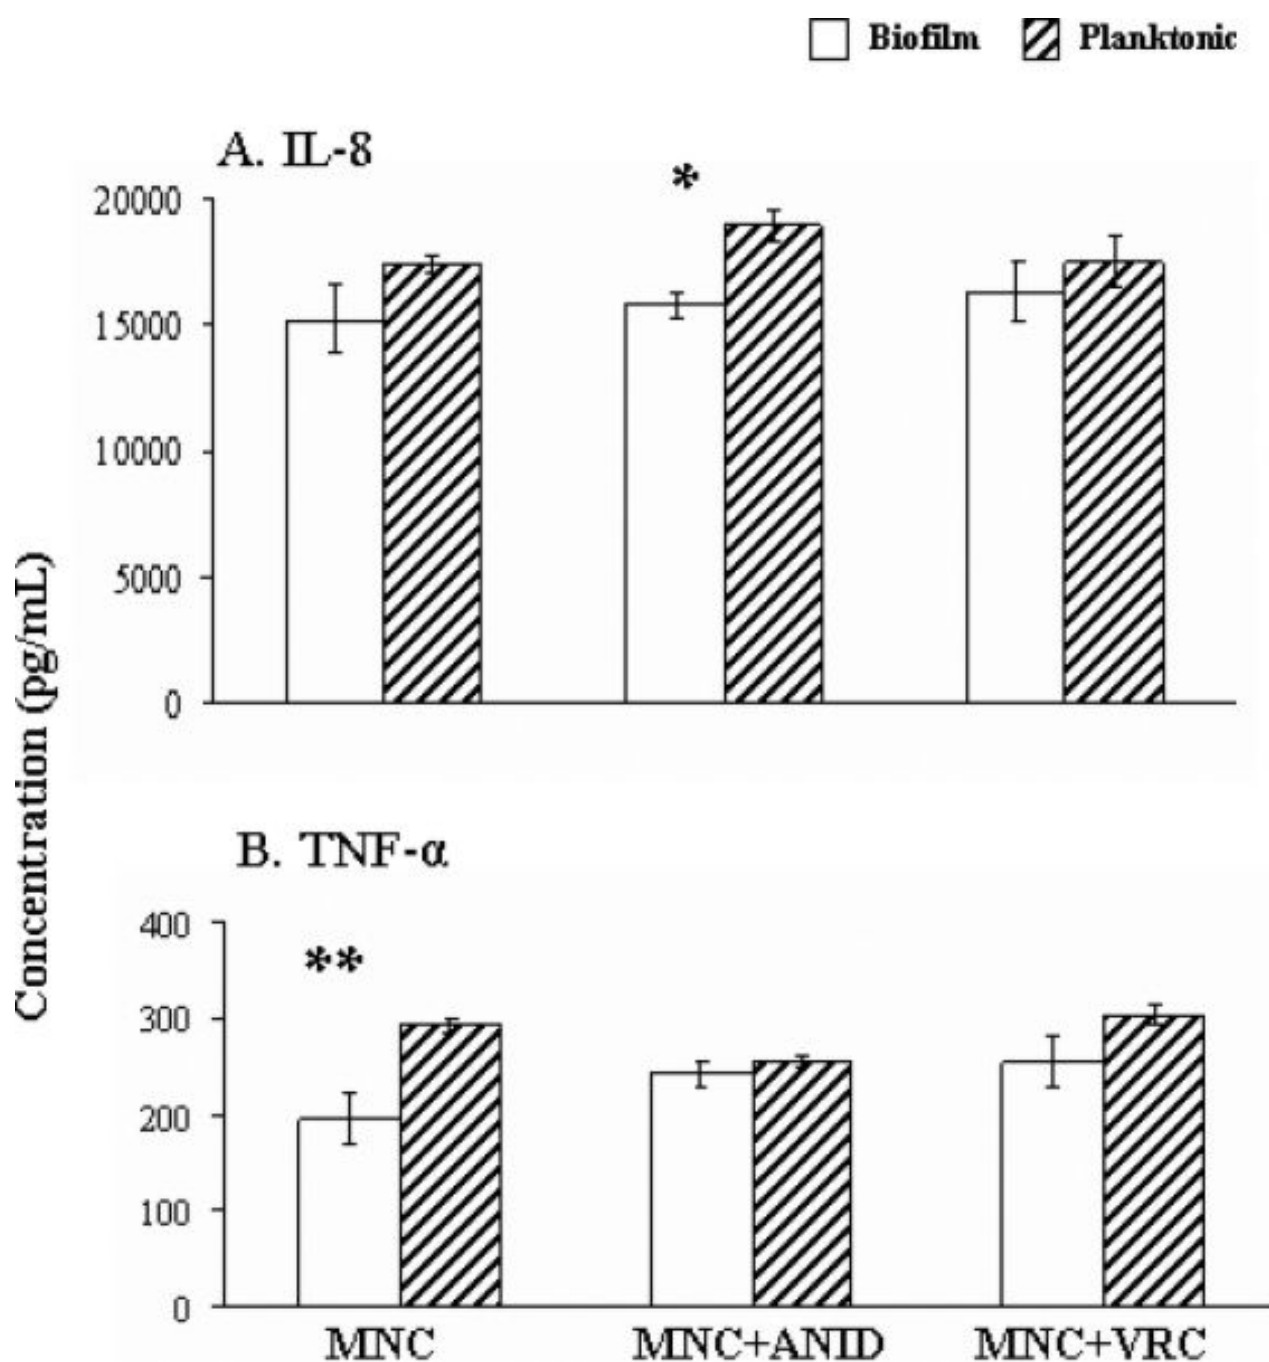 Biofilm Planktonic
A. IL-8
*
20000
15000
10000
5000
0
Concentration (pg/mL)
B. TNF-α
**
400
300
200
100
0
MNC MNC+ANID MNC+VRC